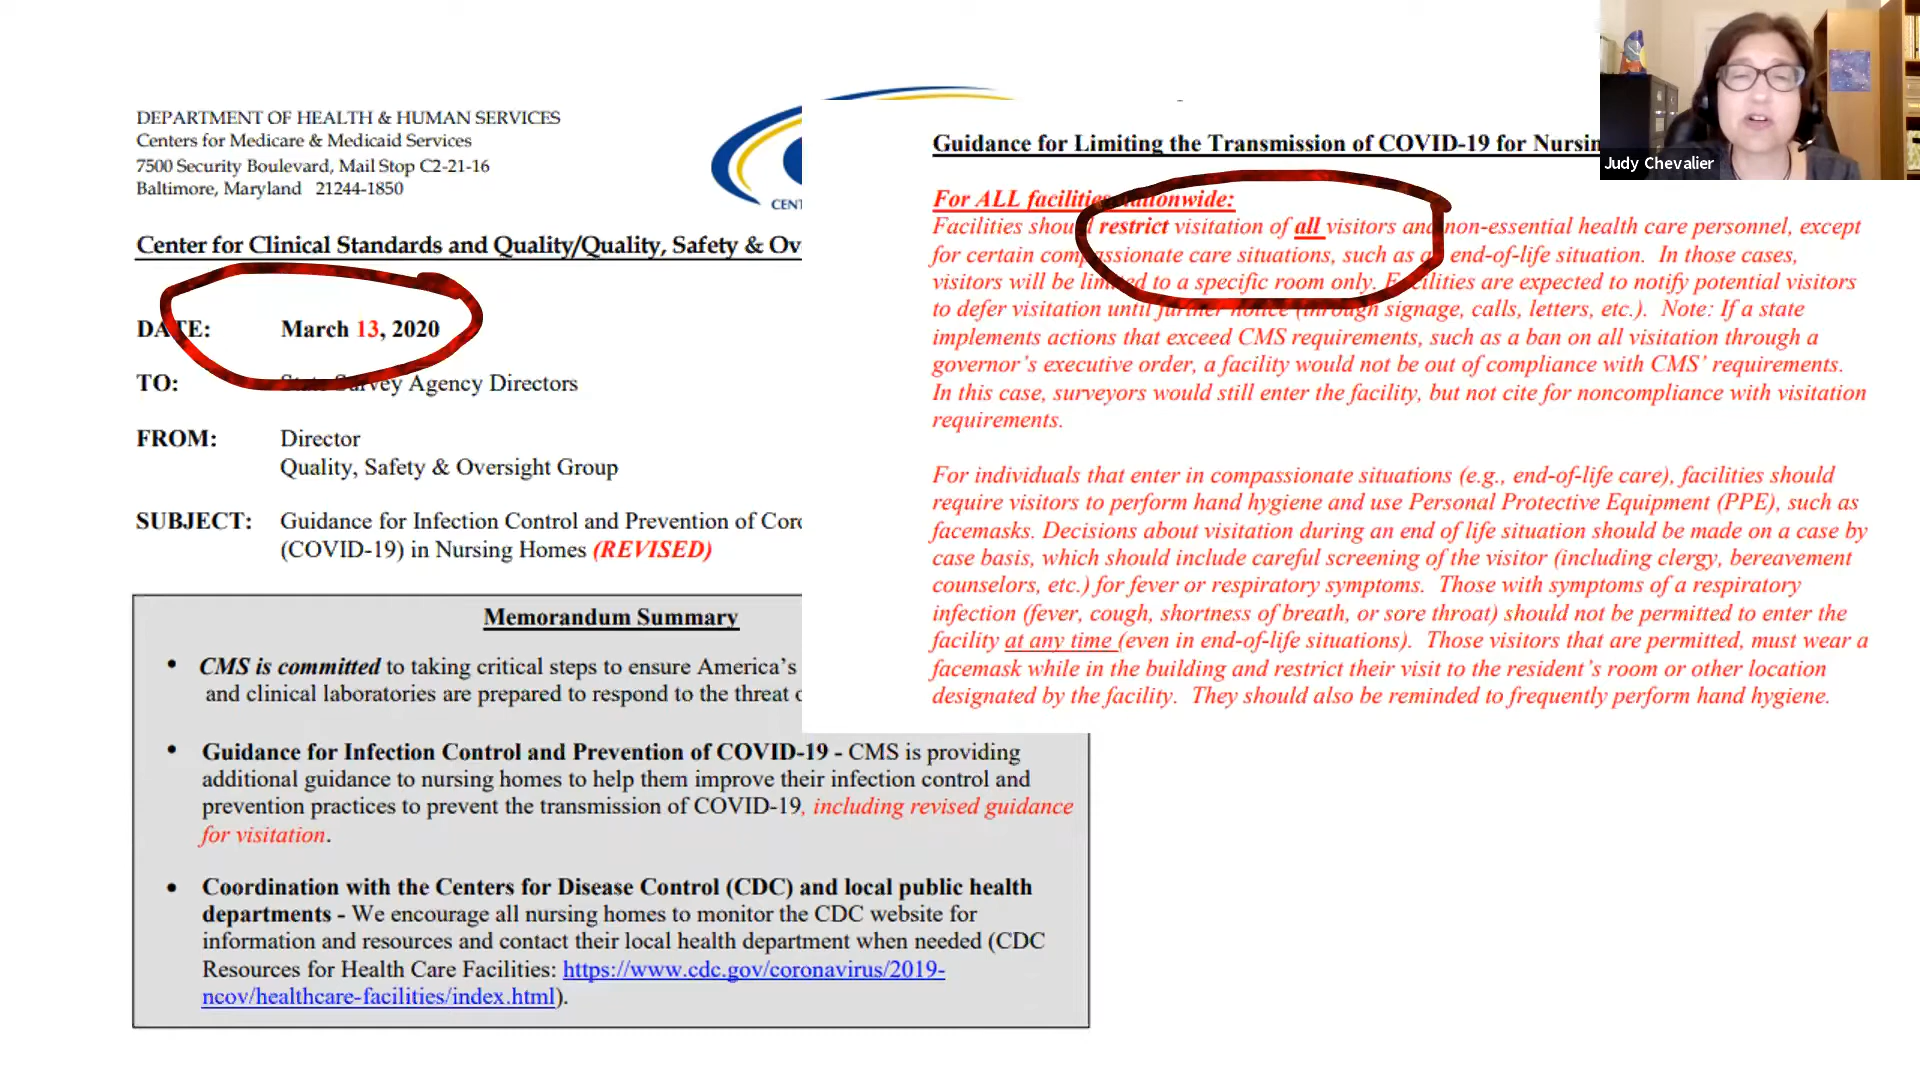 DEPARTMENT OF HEALTH & HUMAN SERVICES
Centers for Medicare & Medicaid Services
7500 Security Boulevard, Mail Stop C2-21-16
Baltimore, Maryland 21244-1850
CENT
Center for Clinical Standards and Quality/Quality, Safety & Ov
DATE: March 13, 2020
TO: State Survey Agency Directors
FROM: Director
Quality, Safety & Oversight Group
SUBJECT: Guidance for Infection Control and Prevention of Coro
(COVID-19) in Nursing Homes (REVISED)
Memorandum Summary
• CMS is committed to taking critical steps to ensure America's
and clinical laboratories are prepared to respond to the threat o
• Guidance for Infection Control and Prevention of COVID-19 - CMS is providing
additional guidance to nursing homes to help them improve their infection control and
prevention practices to prevent the transmission of COVID-19, including revised guidance
for visitation.
• Coordination with the Centers for Disease Control (CDC) and local public health
departments - We encourage all nursing homes to monitor the CDC website for
information and resources and contact their local health department when needed (CDC
Resources for Health Care Facilities: https://www.cdc.gov/coronavirus/2019-
ncov/healthcare-facilities/index.html).
Guidance for Limiting the Transmission of COVID-19 for Nursin
For ALL facilities nationwide:
Facilities should restrict visitation of all visitors and non-essential health care personnel, except
for certain compassionate care situations, such as an end-of-life situation. In those cases,
visitors will be limited to a specific room only. Facilities are expected to notify potential visitors
to defer visitation until further notice (through signage, calls, letters, etc.). Note: If a state
implements actions that exceed CMS requirements, such as a ban on all visitation through a
governor's executive order, a facility would not be out of compliance with CMS' requirements.
In this case, surveyors would still enter the facility, but not cite for noncompliance with visitation
requirements.
For individuals that enter in compassionate situations (e.g., end-of-life care), facilities should
require visitors to perform hand hygiene and use Personal Protective Equipment (PPE), such as
facemasks. Decisions about visitation during an end of life situation should be made on a case by
case basis, which should include careful screening of the visitor (including clergy, bereavement
counselors, etc.) for fever or respiratory symptoms. Those with symptoms of a respiratory
infection (fever, cough, shortness of breath, or sore throat) should not be permitted to enter the
facility at any time (even in end-of-life situations). Those visitors that are permitted, must wear a
facemask while in the building and restrict their visit to the resident's room or other location
designated by the facility. They should also be reminded to frequently perform hand hygiene.
Judy Chevalier